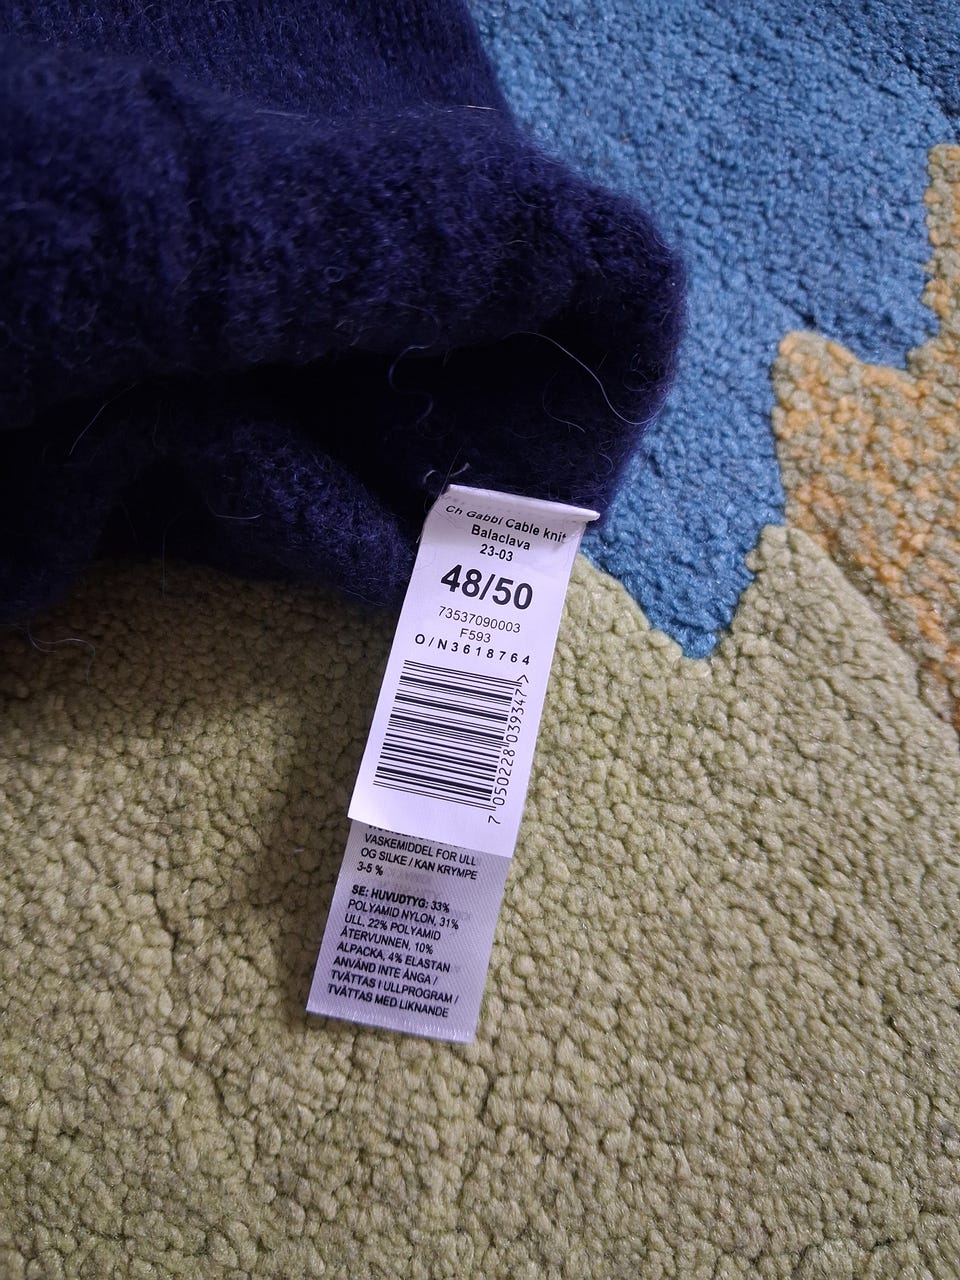 Ch Gabbi Cable knit
Balaclava
23-03
48/50
73537090003
F593
O/N3618764
7 050228 039347 >
VASKEMIDDEL FOR ULL
OG SILKE / KAN KRYMPE
3-5 %
SE: HUVUDTYG: 33%
POLYAMID NYLON, 31%
ULL, 22% POLYAMID
ÅTERVUNNEN, 10%
ALPACKA, 4% ELASTAN
ANVÄND INTE ÅNGA /
TVÄTTAS I ULLPROGRAM /
TVÄTTAS MED LIKNANDE